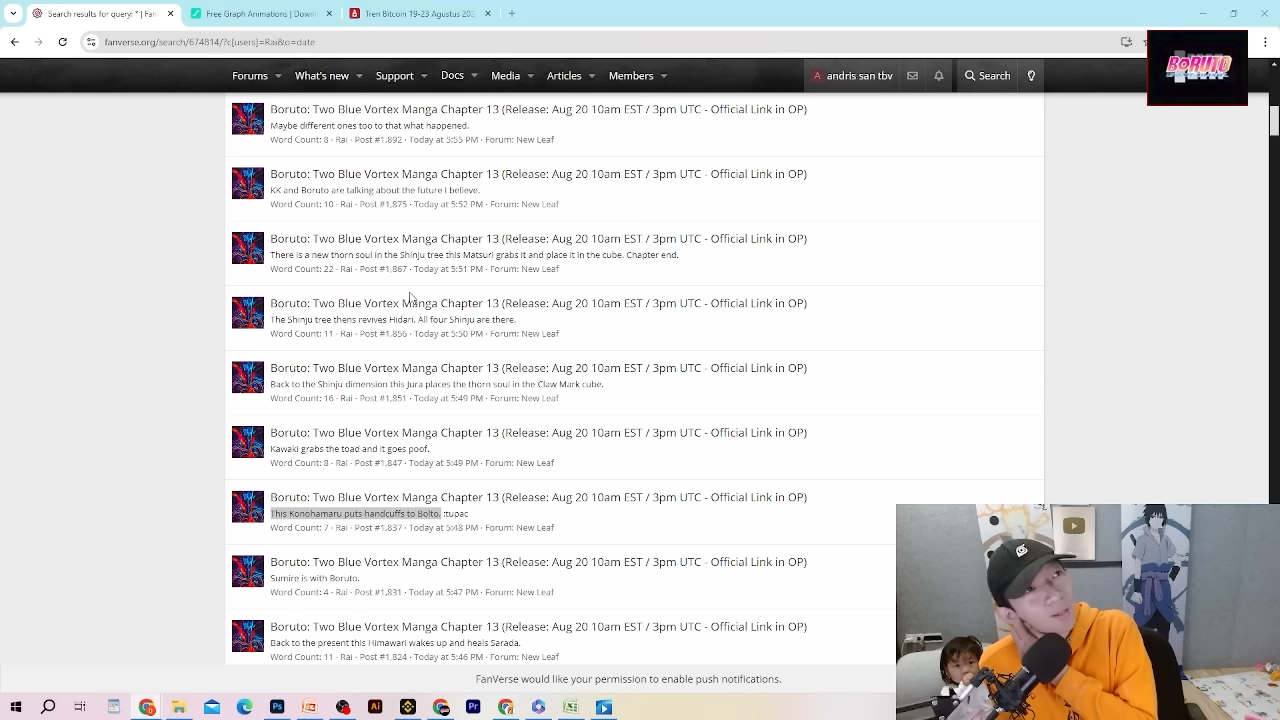 Search results for query: * | Fan
Free Graph Animations | Dyna
Tren Bitcoin 19-23 Agustus 202
fanverse.org/search/674814/?c[users]=Rai&o=date
BORUTO
Forums
What's new
Support
Docs & Media
Articles
Members
A
andris san tbv
Search
Boruto: Two Blue Vortex Manga Chapter 13 (Release: Aug 20 10am EST / 3pm UTC - Official Link in OP)
Maybe different ones too to that what happened.
Word Count: 8 · Rai · Post #1,892 · Today at 5:55 PM · Forum: New Leaf
Boruto: Two Blue Vortex Manga Chapter 13 (Release: Aug 20 10am EST / 3pm UTC - Official Link in OP)
KK and Boruto are talking about the future I believe.
Word Count: 10 · Rai · Post #1,875 · Today at 5:52 PM · Forum: New Leaf
Boruto: Two Blue Vortex Manga Chapter 13 (Release: Aug 20 10am EST / 3pm UTC - Official Link in OP)
There is a new thorn soul in the Shinju tree this Matsuri grabs it and place it in the cube. Chapter end.
Word Count: 22 · Rai · Post #1,867 · Today at 5:51 PM · Forum: New Leaf
Boruto: Two Blue Vortex Manga Chapter 13 (Release: Aug 20 10am EST / 3pm UTC - Official Link in OP)
The Shinju tree thens revives Hidari. All four Shinju are there.
Word Count: 11 · Rai · Post #1,856 · Today at 5:50 PM · Forum: New Leaf
Boruto: Two Blue Vortex Manga Chapter 13 (Release: Aug 20 10am EST / 3pm UTC - Official Link in OP)
Back to the Shinju dimension this Jura places the thorn soul in the Claw Mark cube.
Word Count: 16 · Rai · Post #1,851 · Today at 5:49 PM · Forum: New Leaf
Boruto: Two Blue Vortex Manga Chapter 13 (Release: Aug 20 10am EST / 3pm UTC - Official Link in OP)
Kawaki grabs the toad and it goes poof.
Word Count: 8 · Rai · Post #1,847 · Today at 5:49 PM · Forum: New Leaf
Boruto: Two Blue Vortex Manga Chapter 13 (Release: Aug 20 10am EST / 3pm UTC - Official Link in OP)
This Konohamaru puts handcuffs to Bolto. :tupac
Word Count: 7 · Rai · Post #1,837 · Today at 5:48 PM · Forum: New Leaf
Boruto: Two Blue Vortex Manga Chapter 13 (Release: Aug 20 10am EST / 3pm UTC - Official Link in OP)
Sumire is with Boruto.
Word Count: 4 · Rai · Post #1,831 · Today at 5:47 PM · Forum: New Leaf
Boruto: Two Blue Vortex Manga Chapter 13 (Release: Aug 20 10am EST / 3pm UTC - Official Link in OP)
Back to the present this Himawari wakes up and heals Sarada.
Word Count: 11 · Rai · Post #1,824 · Today at 5:46 PM · Forum: New Leaf
FanVerse would like your permission to enable push notifications.